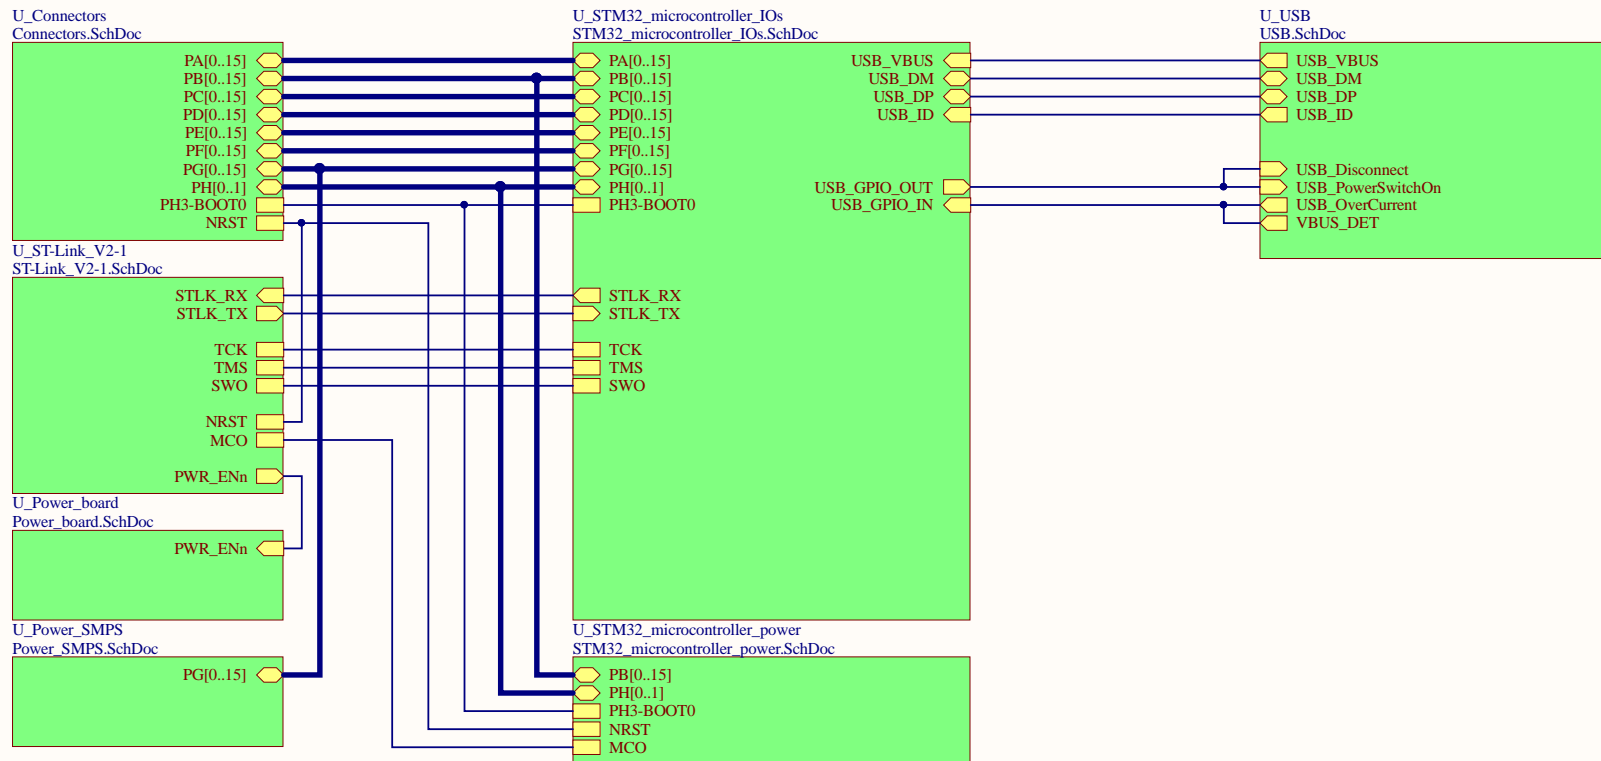 U_Connectors
Connectors.SchDoc
PA[0..15]
PB[0..15]
PC[0..15]
PD[0..15]
PE[0..15]
PF[0..15]
PG[0..15]
PH[0..1]
PH3-BOOT0
NRST
U_ST-Link_V2-1
ST-Link_V2-1.SchDoc
STLK_RX
STLK_TX
TCK
TMS
SWO
NRST
MCO
PWR_ENn
U_Power_board
Power_board.SchDoc
PWR_ENn
U_Power_SMPS
Power_SMPS.SchDoc
PG[0..15]
U_STM32_microcontroller_IOs
STM32_microcontroller_IOs.SchDoc
PA[0..15]
PB[0..15]
PC[0..15]
PD[0..15]
PE[0..15]
PF[0..15]
PG[0..15]
PH[0..1]
PH3-BOOT0
STLK_RX
STLK_TX
TCK
TMS
SWO
USB_VBUS
USB_DM
USB_DP
USB_ID
USB_GPIO_OUT
USB_GPIO_IN
U_STM32_microcontroller_power
STM32_microcontroller_power.SchDoc
PB[0..15]
PH[0..1]
PH3-BOOT0
NRST
MCO
U_USB
USB.SchDoc
USB_VBUS
USB_DM
USB_DP
USB_ID
USB_Disconnect
USB_PowerSwitchOn
USB_OverCurrent
VBUS_DET